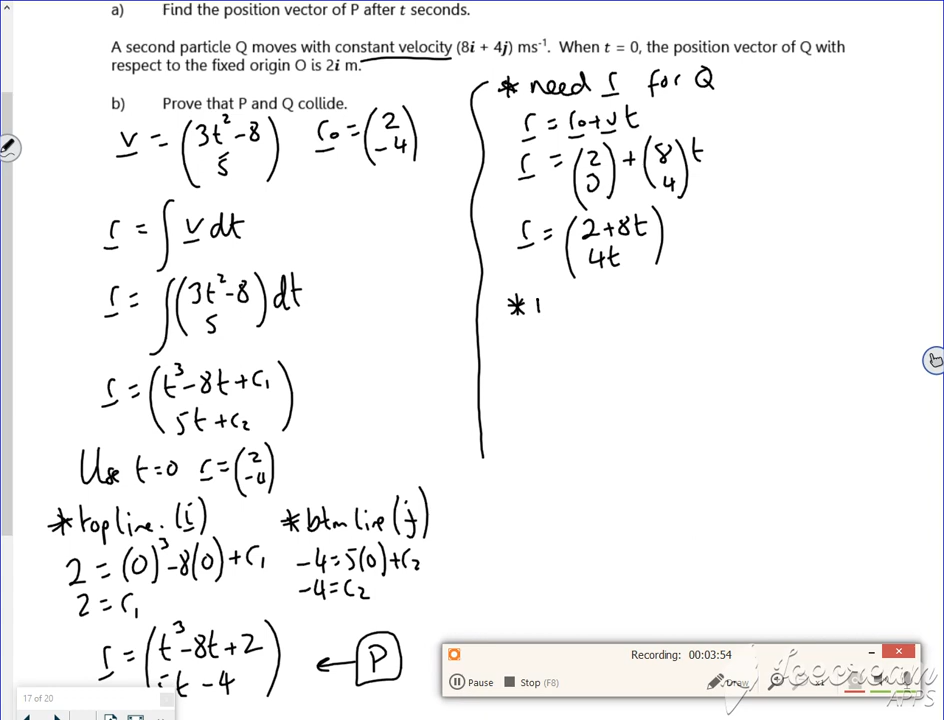 a) Find the position vector of P after t seconds.
A second particle Q moves with constant velocity (8i + 4j) ms⁻¹. When t = 0, the position vector of Q with
respect to the fixed origin O is 2i m.
b) Prove that P and Q collide.
v = (3t² - 8
5) r₀ = (2
-4)
r = ∫ v dt
r = ∫ (3t² - 8
5) dt
r = (t³ - 8t + C₁
5t + C₂)
Use t=0 r = (2
-4)
* top line. (i)
2 = (0)³ - 8(0) + C₁
2 = C₁
* btm line (j)
-4 = 5(0) + C₂
-4 = C₂
r = (t³ - 8t + 2
5t - 4) ← P
* need r for Q
r = r₀ + vt
r = (2
0) + (8
4) t
r = (2 + 8t
4t)
*
Recording: 00:03:54
Pause Stop (F8) Draw
Icecream
APPS
17 of 20